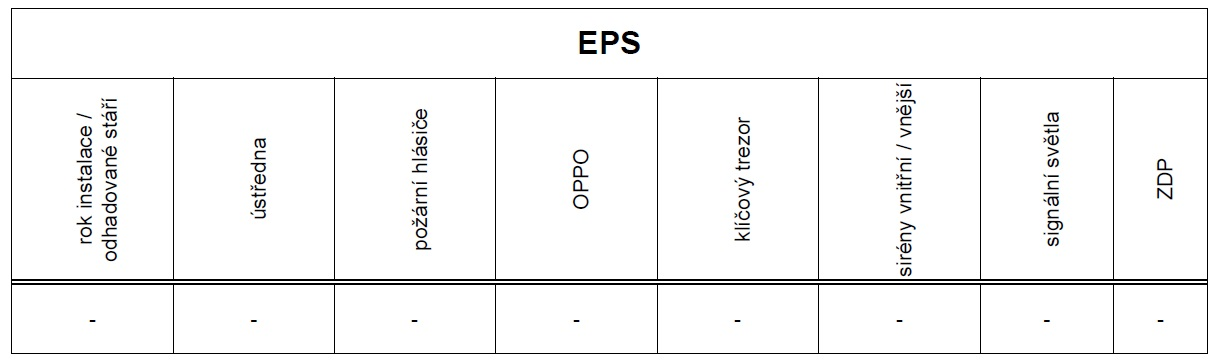 EPS
rok instalace /
odhadované stáří
ústředna
požární hlásiče
OPPO
klíčový trezor
sirény vnitřní / vnější
signální světla
ZDP
- - - - - - - -